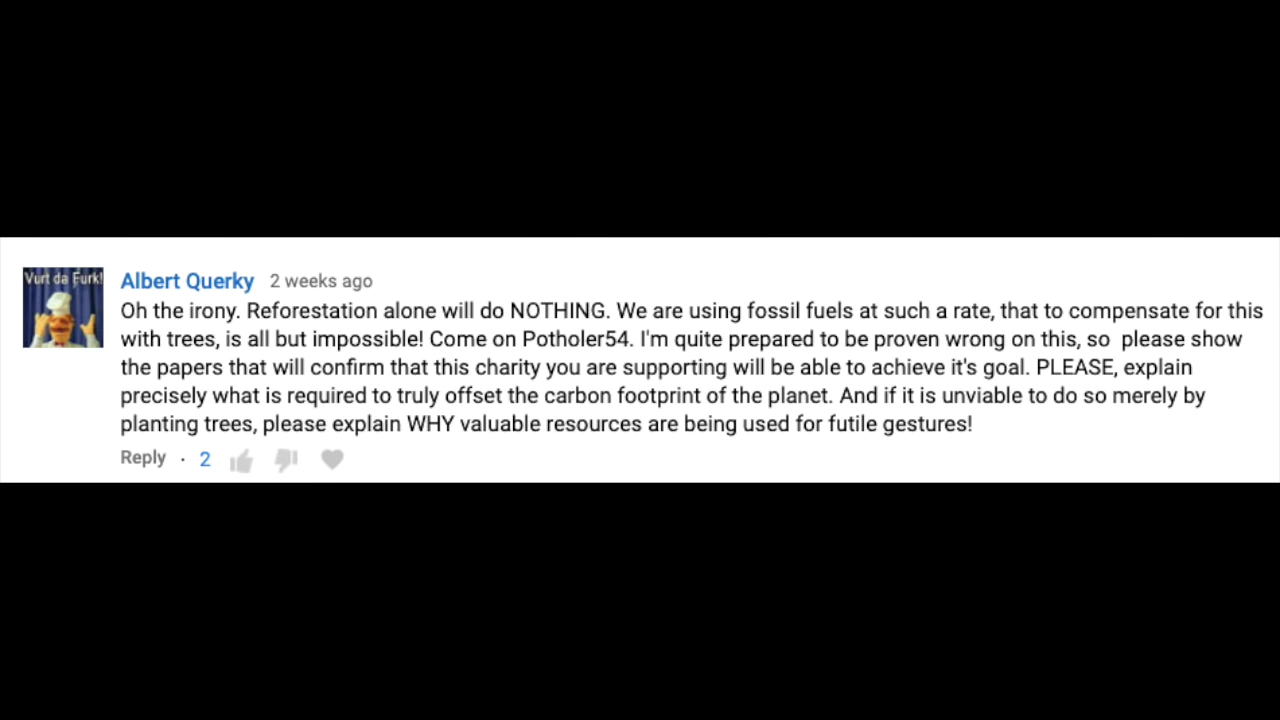 Vurt da Furk!
Albert Querky 2 weeks ago
Oh the irony. Reforestation alone will do NOTHING. We are using fossil fuels at such a rate, that to compensate for this
with trees, is all but impossible! Come on Potholer54. I'm quite prepared to be proven wrong on this, so  please show
the papers that will confirm that this charity you are supporting will be able to achieve it's goal. PLEASE, explain
precisely what is required to truly offset the carbon footprint of the planet. And if it is unviable to do so merely by
planting trees, please explain WHY valuable resources are being used for futile gestures!
Reply · 2